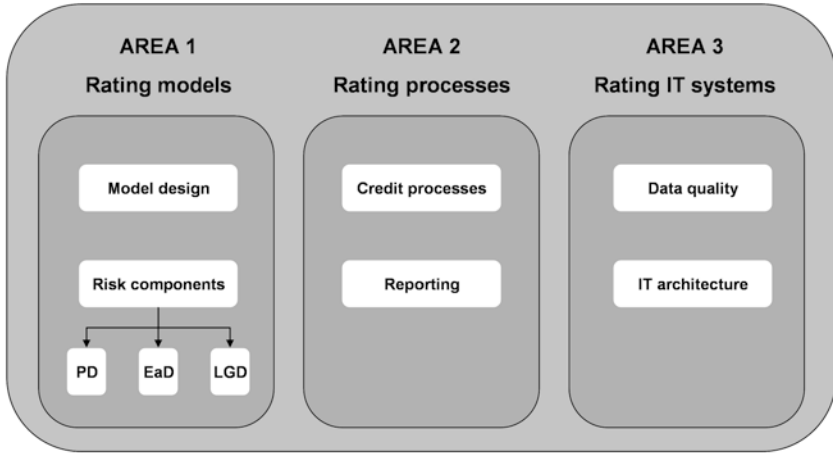 AREA 1
Rating models
Model design
Risk components
PD
EaD
LGD
AREA 2
Rating processes
Credit processes
Reporting
AREA 3
Rating IT systems
Data quality
IT architecture